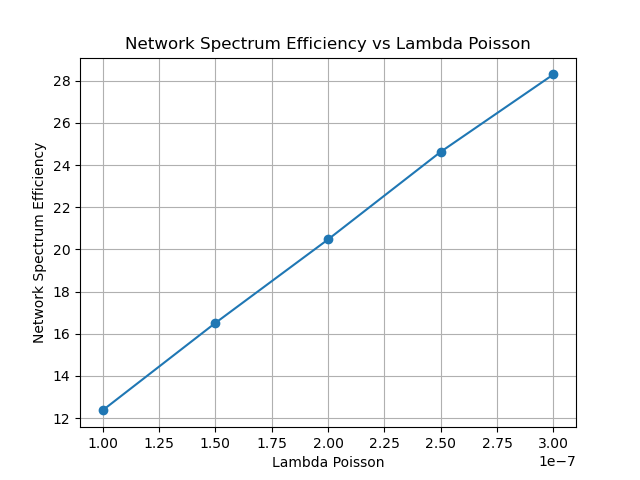 Network Spectrum Efficiency vs Lambda Poisson
Network Spectrum Efficiency
28
26
24
22
20
18
16
14
12
1.00 1.25 1.50 1.75 2.00 2.25 2.50 2.75 3.00
1e−7
Lambda Poisson